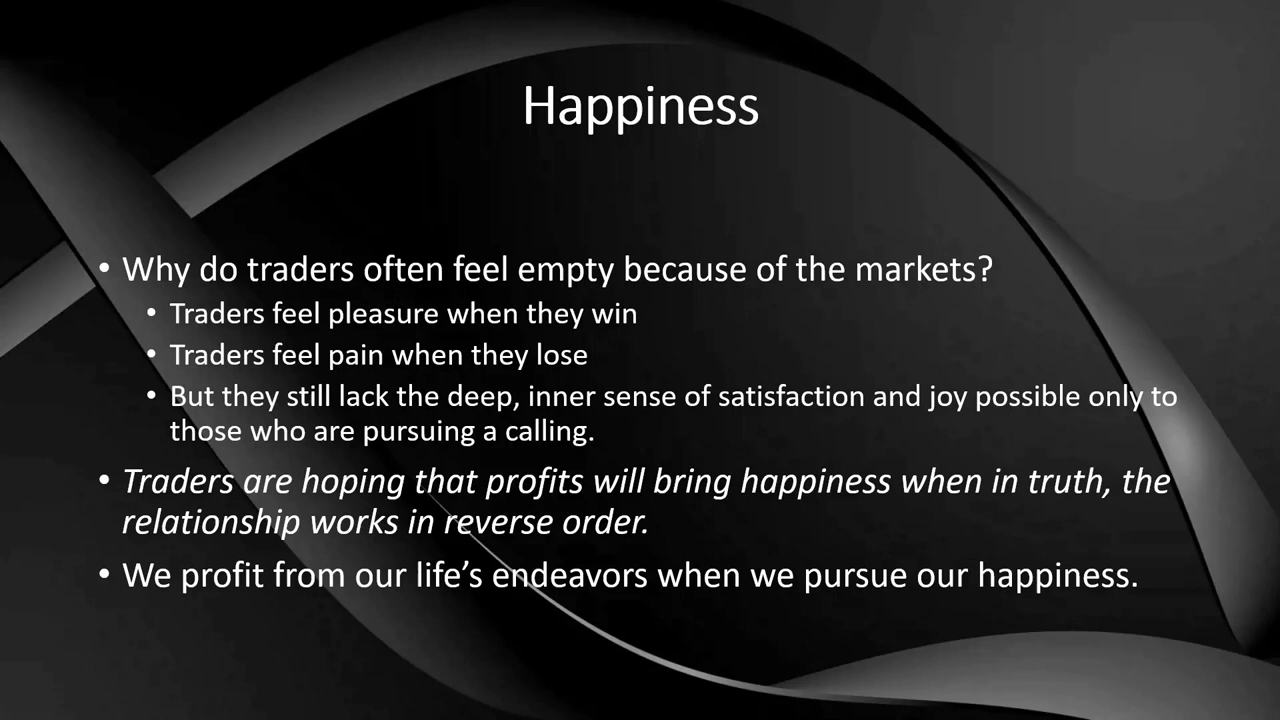 Happiness
• Why do traders often feel empty because of the markets?
• Traders feel pleasure when they win
• Traders feel pain when they lose
• But they still lack the deep, inner sense of satisfaction and joy possible only to
those who are pursuing a calling.
• Traders are hoping that profits will bring happiness when in truth, the
relationship works in reverse order.
• We profit from our life’s endeavors when we pursue our happiness.